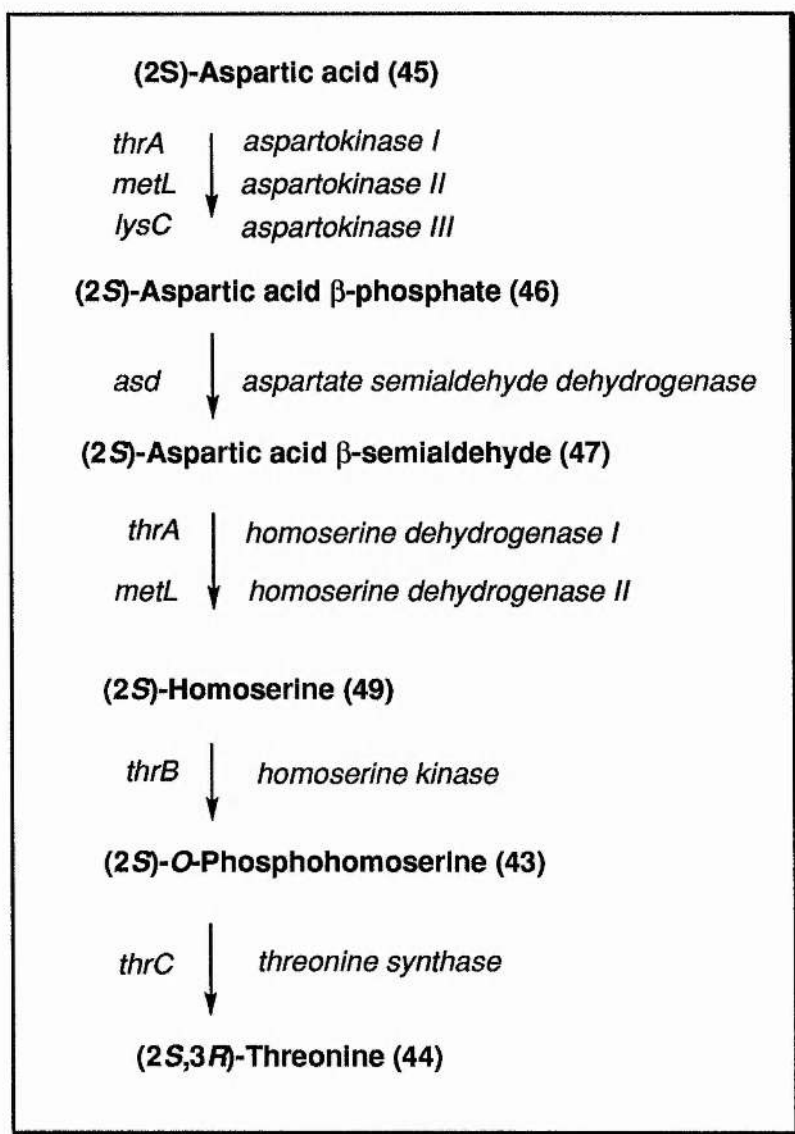 (2S)-Aspartic acid (45)
thrA aspartokinase I
metL aspartokinase II
lysC aspartokinase III
(2S)-Aspartic acid β-phosphate (46)
asd aspartate semialdehyde dehydrogenase
(2S)-Aspartic acid β-semialdehyde (47)
thrA homoserine dehydrogenase I
metL homoserine dehydrogenase II
(2S)-Homoserine (49)
thrB homoserine kinase
(2S)-O-Phosphohomoserine (43)
thrC threonine synthase
(2S,3R)-Threonine (44)